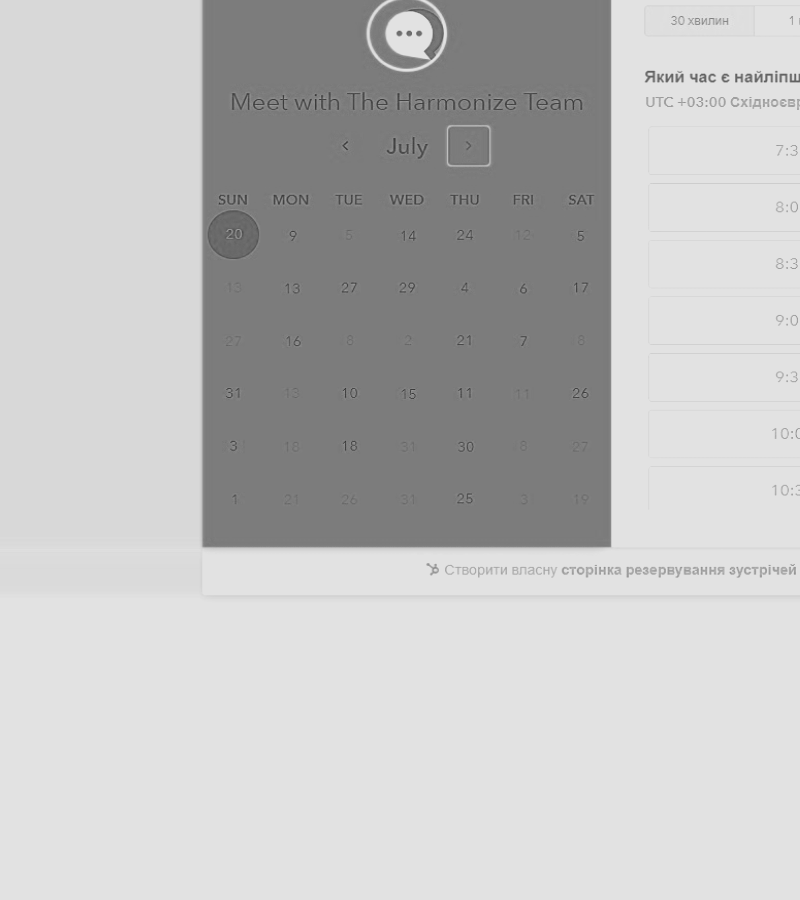 30 хвилин 1
Який час є найліпш
Meet with The Harmonize Team
UTC +03:00 Східноєвр
July
7:3
SUN MON TUE WED THU FRI SAT
8:0
20 9 5 14 24 12 5
8:3
13 13 27 29 4 6 17
9:0
27 16 8 2 21 7 8
9:3
31 13 10 15 11 11 26
10:0
3 18 18 31 30 8 27
10:3
1 21 26 31 25 3 19
Створити власну сторінка резервування зустрічей